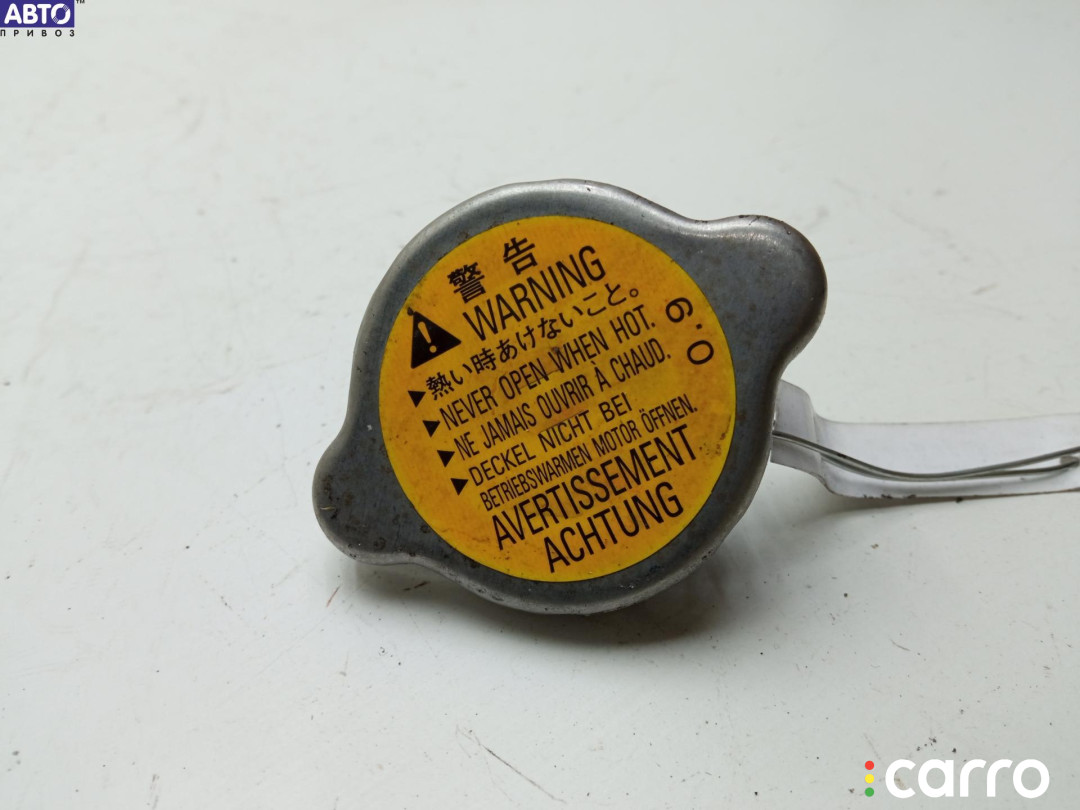 АВТО™
ПРИВОЗ
警告
WARNING
熱い時あけないこと。
NEVER OPEN WHEN HOT.
NE JAMAIS OUVRIR À CHAUD.
DECKEL NICHT BEI
BETRIEBSWARMEN MOTOR ÖFFNEN.
AVERTISSEMENT
ACHTUNG
0.9
carro